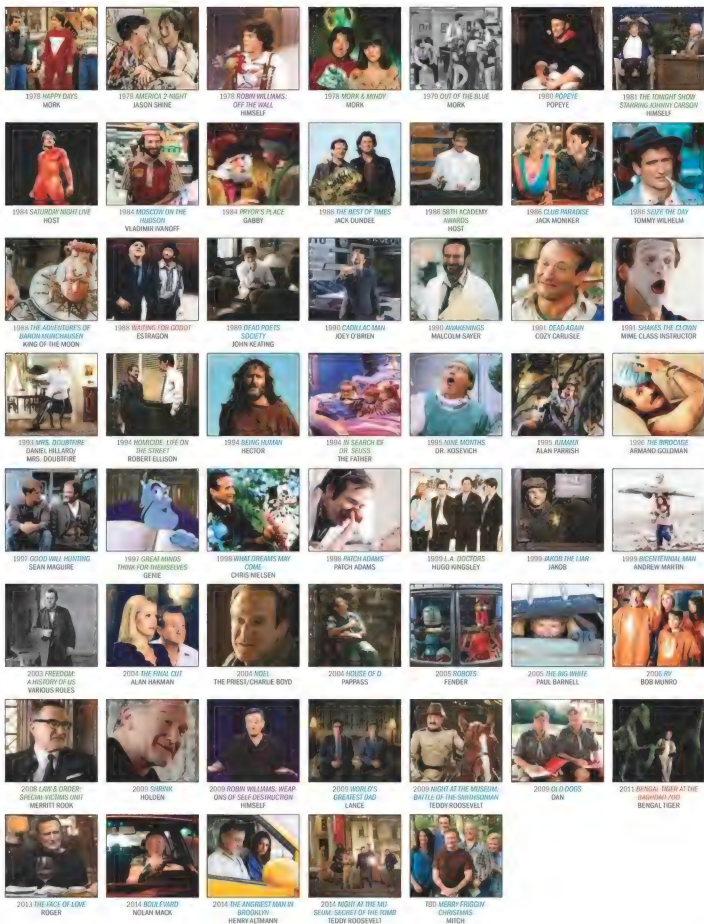 1978 HAPPY DAYS
MORK
1978 AMERICA 2-NIGHT
JASON SHINE
1978 ROBIN WILLIAMS:
OFF THE WALL
HIMSELF
1978 MORK & MINDY
MORK
1979 OUT OF THE BLUE
MORK
1980 POPEYE
POPEYE
1981 THE TONIGHT SHOW
STARRING JOHNNY CARSON
HIMSELF
1984 SATURDAY NIGHT LIVE
HOST
1984 MOSCOW ON THE
HUDSON
VLADIMIR IVANOFF
1984 PRYOR'S PLACE
GABBY
1986 THE BEST OF TIMES
JACK DUNDEE
1986 58TH ACADEMY
AWARDS
HOST
1986 CLUB PARADISE
JACK MONIKER
1986 SEIZE THE DAY
TOMMY WILHELM
1988 THE ADVENTURES OF
BARON MUNCHAUSEN
KING OF THE MOON
1988 WAITING FOR GODOT
ESTRAGON
1989 DEAD POETS
SOCIETY
JOHN KEATING
1990 CADILLAC MAN
JOEY O'BRIEN
1990 AWAKENINGS
MALCOLM SAYER
1991 DEAD AGAIN
COZY CARLISLE
1991 SHAKES THE CLOWN
MIME CLASS INSTRUCTOR
1993 MRS. DOUBTFIRE
DANIEL HILLARD/
MRS. DOUBTFIRE
1994 HOMICIDE: LIFE ON
THE STREET
ROBERT ELLISON
1994 BEING HUMAN
HECTOR
1994 IN SEARCH OF
DR. SEUSS
THE FATHER
1995 NINE MONTHS
DR. KOSEVICH
1995 JUMANJI
ALAN PARRISH
1996 THE BIRDCAGE
ARMAND GOLDMAN
1997 GOOD WILL HUNTING
SEAN MAGUIRE
1997 GREAT MINDS
THINK FOR THEMSELVES
GENIE
1998 WHAT DREAMS MAY
COME
CHRIS NIELSEN
1998 PATCH ADAMS
PATCH ADAMS
1999 L.A. DOCTORS
HUGO KINGSLEY
1999 JAKOB THE LIAR
JAKOB
1999 BICENTENNIAL MAN
ANDREW MARTIN
2003 FREEDOM:
A HISTORY OF US
VARIOUS ROLES
2004 THE FINAL CUT
ALAN HAKMAN
2004 NOEL
THE PRIEST/CHARLIE BOYD
2004 HOUSE OF D
PAPPASS
2005 ROBOTS
FENDER
2005 THE BIG WHITE
PAUL BARNELL
2006 RV
BOB MUNRO
2008 LAW & ORDER:
SPECIAL VICTIMS UNIT
MERRITT ROOK
2009 SHRINK
HOLDEN
2009 ROBIN WILLIAMS: WEAP-
ONS OF SELF DESTRUCTION
HIMSELF
2009 WORLD'S
GREATEST DAD
LANCE
2009 NIGHT AT THE MUSEUM:
BATTLE OF THE SMITHSONIAN
TEDDY ROOSEVELT
2009 OLD DOGS
DAN
2011 BENGAL TIGER AT THE
BAGHDAD ZOO
BENGAL TIGER
2013 THE FACE OF LOVE
ROGER
2014 BOULEVARD
NOLAN MACK
2014 THE ANGRIEST MAN IN
BROOKLYN
HENRY ALTMANN
2014 NIGHT AT THE MU-
SEUM: SECRET OF THE TOMB
TEDDY ROOSEVELT
TBD MERRY FRIGGIN'
CHRISTMAS
MITCH